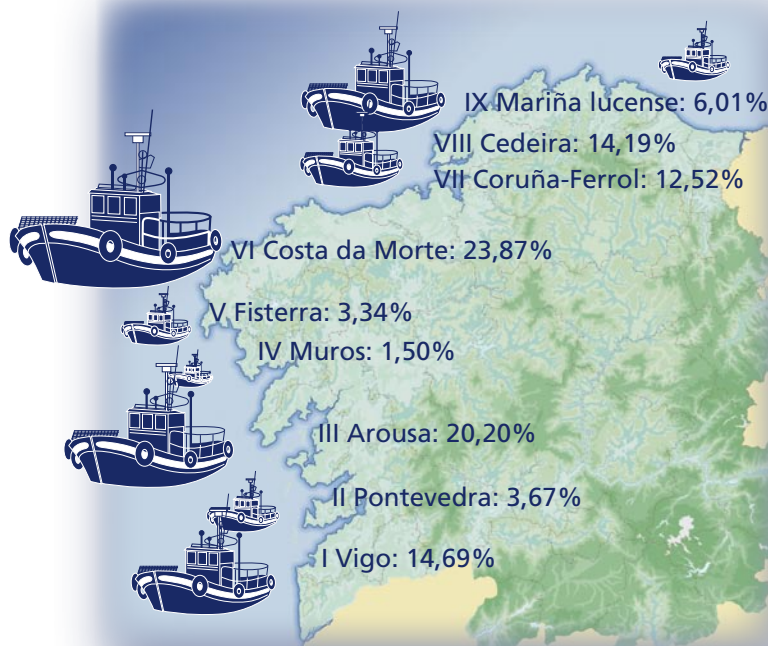 IX Mariña lucense: 6,01%
VIII Cedeira: 14,19%
VII Coruña-Ferrol: 12,52%
VI Costa da Morte: 23,87%
V Fisterra: 3,34%
IV Muros: 1,50%
III Arousa: 20,20%
II Pontevedra: 3,67%
I Vigo: 14,69%